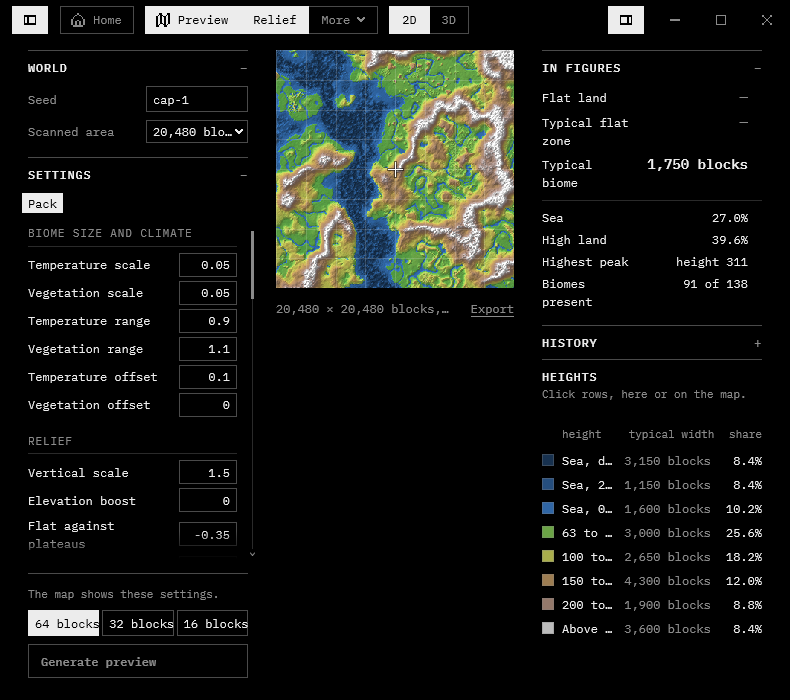 Home
Preview
Relief
More
2D
3D
WORLD
Seed
cap-1
Scanned area
20,480 blo…
SETTINGS
Pack
BIOME SIZE AND CLIMATE
Temperature scale 0.05
Vegetation scale 0.05
Temperature range 0.9
Vegetation range 1.1
Temperature offset 0.1
Vegetation offset 0
RELIEF
Vertical scale 1.5
Elevation boost 0
Flat against
plateaus -0.35
The map shows these settings.
64 blocks 32 blocks 16 blocks
Generate preview
20,480 × 20,480 blocks,… Export
IN FIGURES
Flat land —
Typical flat
zone —
Typical
biome 1,750 blocks
Sea 27.0%
High land 39.6%
Highest peak height 311
Biomes
present 91 of 138
HISTORY
HEIGHTS
Click rows, here or on the map.
height typical width share
Sea, d… 3,150 blocks 8.4%
Sea, 2… 1,150 blocks 8.4%
Sea, 0… 1,600 blocks 10.2%
63 to … 3,000 blocks 25.6%
100 to… 2,650 blocks 18.2%
150 to… 4,300 blocks 12.0%
200 to… 1,900 blocks 8.8%
Above … 3,600 blocks 8.4%